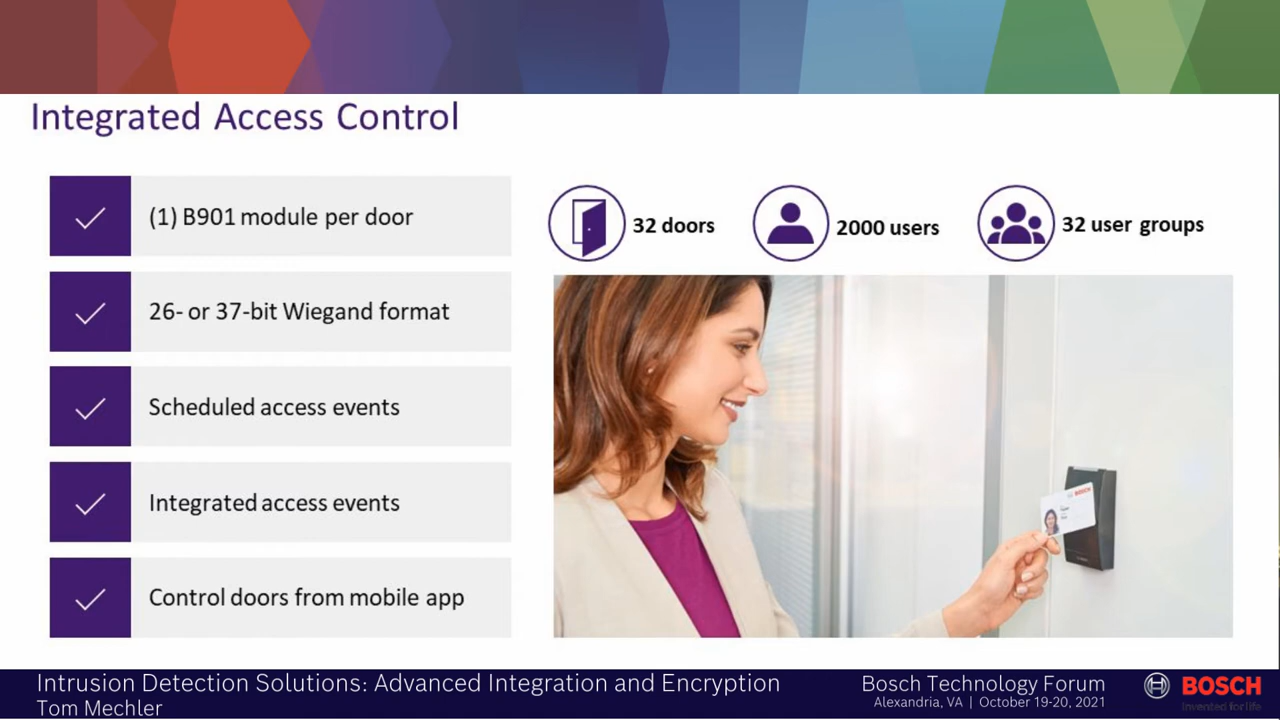 Integrated Access Control
(1) B901 module per door
26- or 37-bit Wiegand format
Scheduled access events
Integrated access events
Control doors from mobile app
32 doors
2000 users
32 user groups
BOSCH
Intrusion Detection Solutions: Advanced Integration and Encryption
Tom Mechler
Bosch Technology Forum
Alexandria, VA | October 19-20, 2021
BOSCH
Invented for life